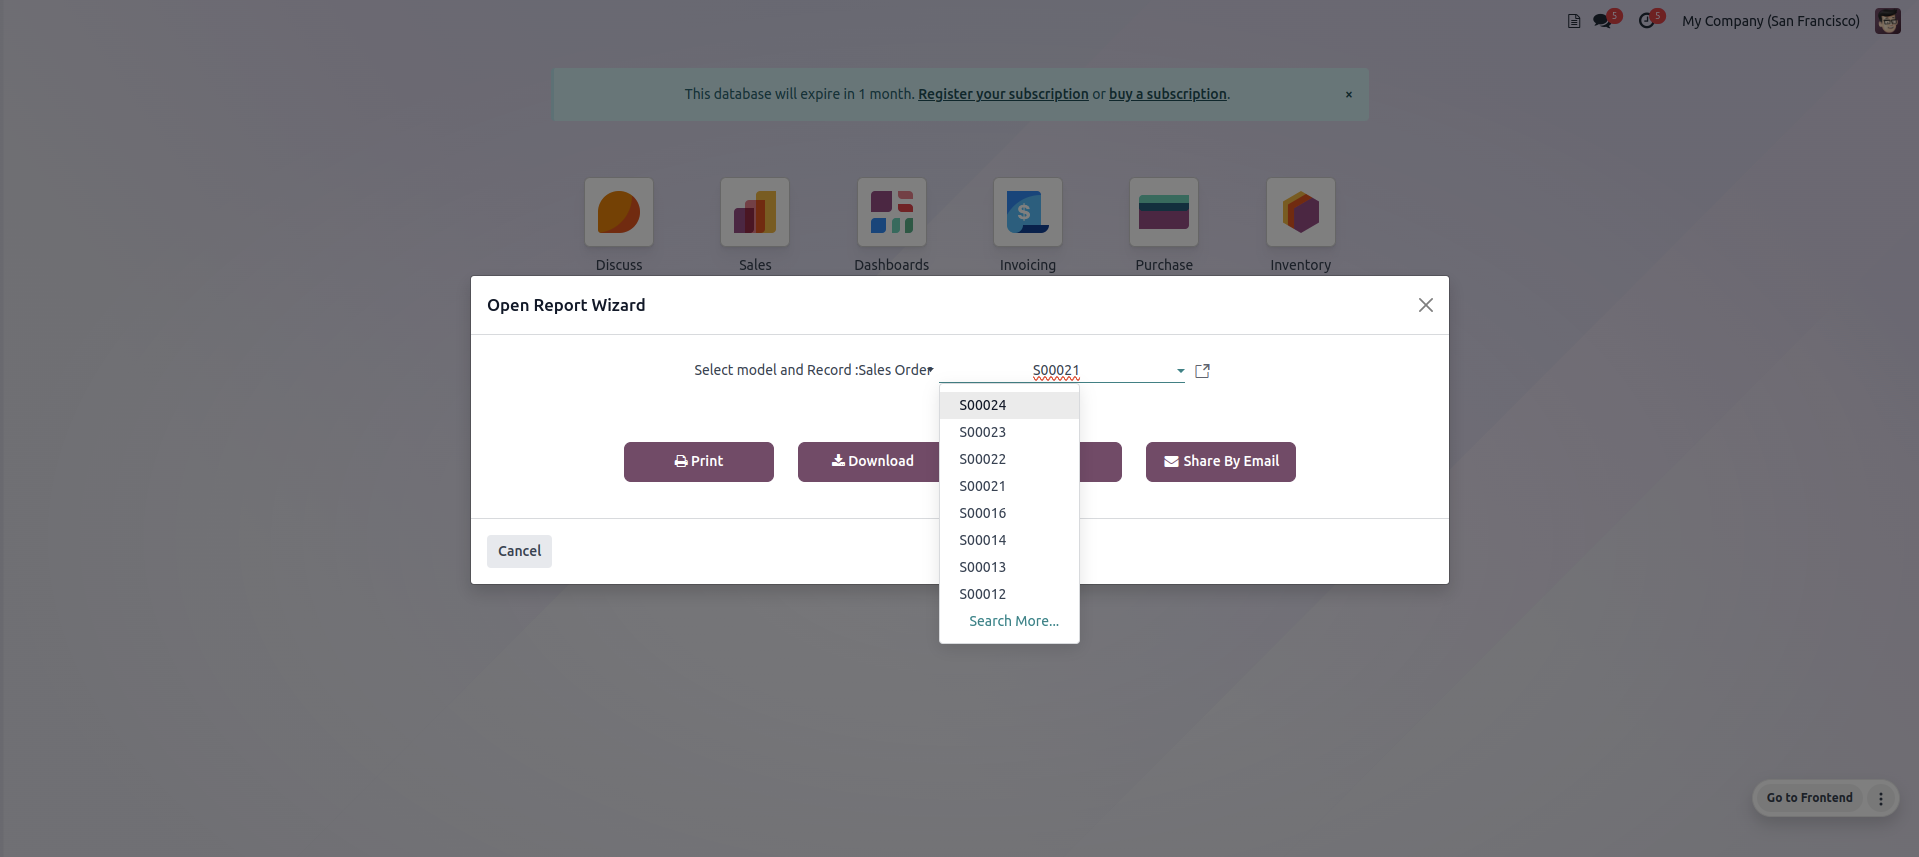 5
5
My Company (San Francisco)
This database will expire in 1 month. Register your subscription or buy a subscription.
×
$
Discuss
Sales
Dashboards
Invoicing
Purchase
Inventory
Open Report Wizard
Select model and Record :Sales Order
S00021
S00024
S00023
S00022
S00021
S00016
S00014
S00013
S00012
Search More...
Print
Download
Share By Email
Cancel
Go to Frontend